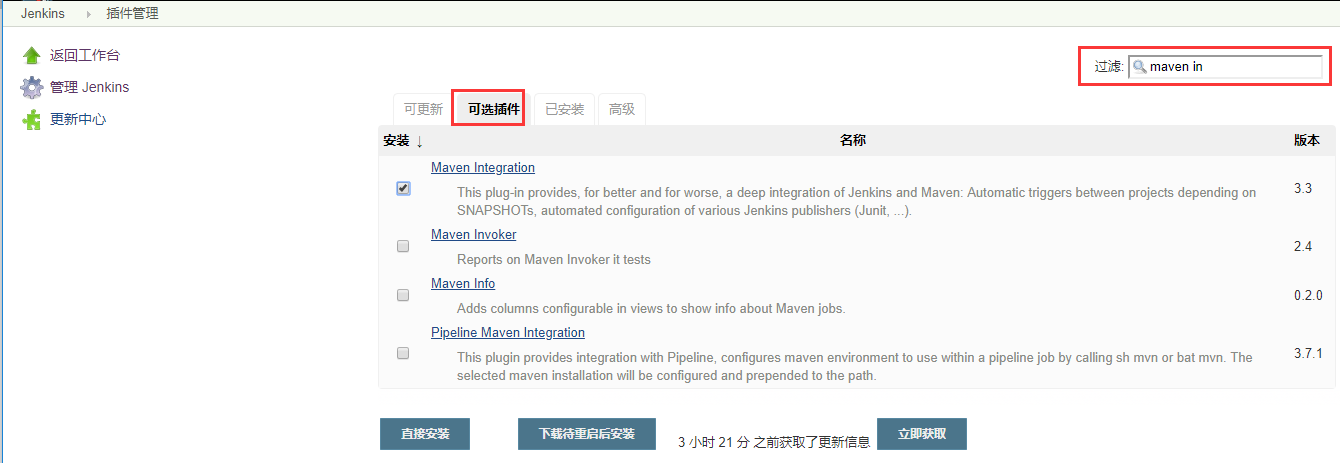 Jenkins 插件管理
返回工作台
管理 Jenkins
更新中心
过滤: maven in
可更新 可选插件 已安装 高级
安装 ↓ 名称 版本
Maven Integration
This plug-in provides, for better and for worse, a deep integration of Jenkins and Maven: Automatic triggers between projects depending on
SNAPSHOTs, automated configuration of various Jenkins publishers (Junit, ...).
3.3
Maven Invoker
Reports on Maven Invoker it tests
2.4
Maven Info
Adds columns configurable in views to show info about Maven jobs.
0.2.0
Pipeline Maven Integration
This plugin provides integration with Pipeline, configures maven environment to use within a pipeline job by calling sh mvn or bat mvn. The
selected maven installation will be configured and prepended to the path.
3.7.1
直接安装 下载待重启后安装 3 小时 21 分 之前获取了更新信息 立即获取